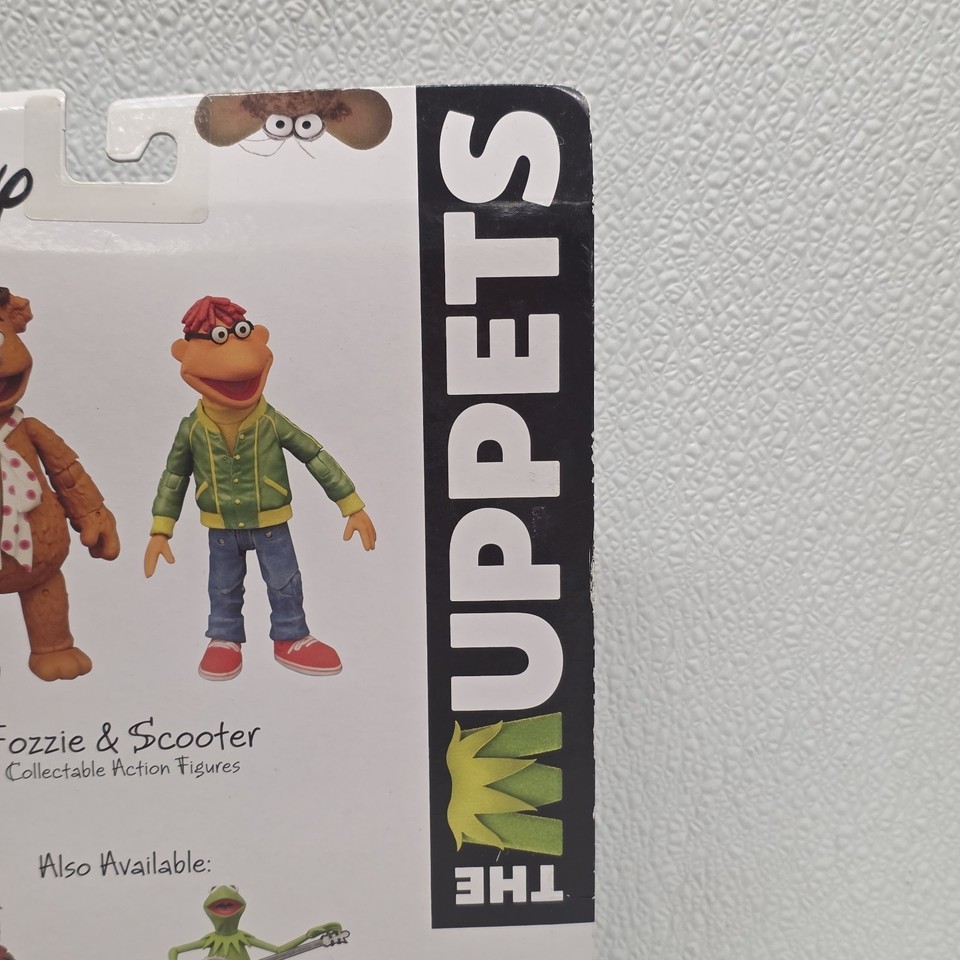 THE MUPPETS
Fozzie & Scooter
Collectable Action Figures
Also Available: